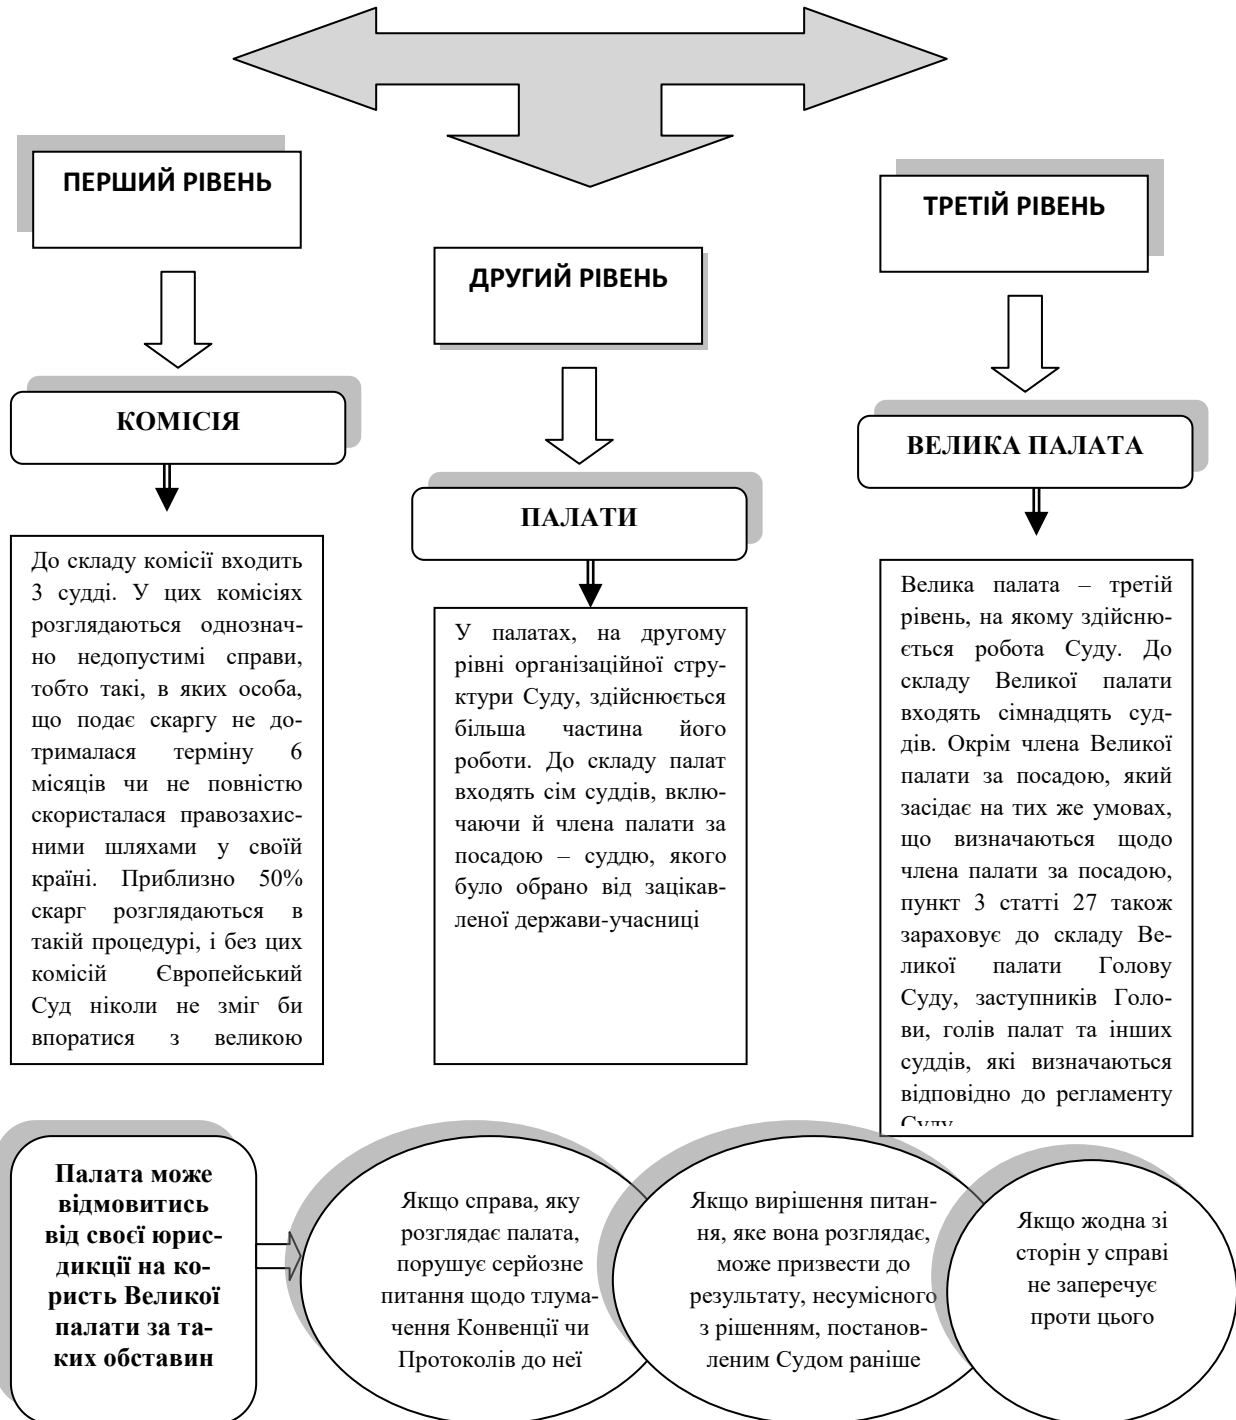 ПЕРШИЙ РІВЕНЬ
КОМІСІЯ
До складу комісії входить
3 судді. У цих комісіях
розглядаються однознач-
но недопустимі справи,
тобто такі, в яких особа,
що подає скаргу не до-
трималася терміну 6
місяців чи не повністю
скористалася правозахис-
ними шляхами у своїй
країні. Приблизно 50%
скарг розглядаються в
такій процедурі, і без цих
комісій Європейський
Суд ніколи не зміг би
впоратися з великою
ДРУГИЙ РІВЕНЬ
ПАЛАТИ
У палатах, на другому
рівні організаційної стру-
ктури Суду, здійснюється
більша частина його
роботи. До складу палат
входять сім суддів, вклю-
чаючи й члена палати за
посадою – суддю, якого
було обрано від зацікав-
леної держави-учасниці
ТРЕТІЙ РІВЕНЬ
ВЕЛИКА ПАЛАТА
Велика палата – третій
рівень, на якому здійсню-
ється робота Суду. До
складу Великої палати
входять сімнадцять суд-
дів. Окрім члена Великої
палати за посадою, який
засідає на тих же умовах,
що визначаються щодо
члена палати за посадою,
пункт 3 статті 27 також
зараховує до складу Ве-
ликої палати Голову
Суду, заступників Голо-
ви, голів палат та інших
суддів, які визначаються
відповідно до регламенту
Суду
Палата може
відмовитись
від своєї юрис-
дикції на ко-
ристь Великої
палати за та-
ких обставин
Якщо справа, яку
розглядає палата,
порушує серйозне
питання щодо тлума-
чення Конвенції чи
Протоколів до неї
Якщо вирішення питан-
ня, яке вона розглядає,
може призвести до
результату, несумісного
з рішенням, постанов-
леним Судом раніше
Якщо жодна зі
сторін у справі
не заперечує
проти цього